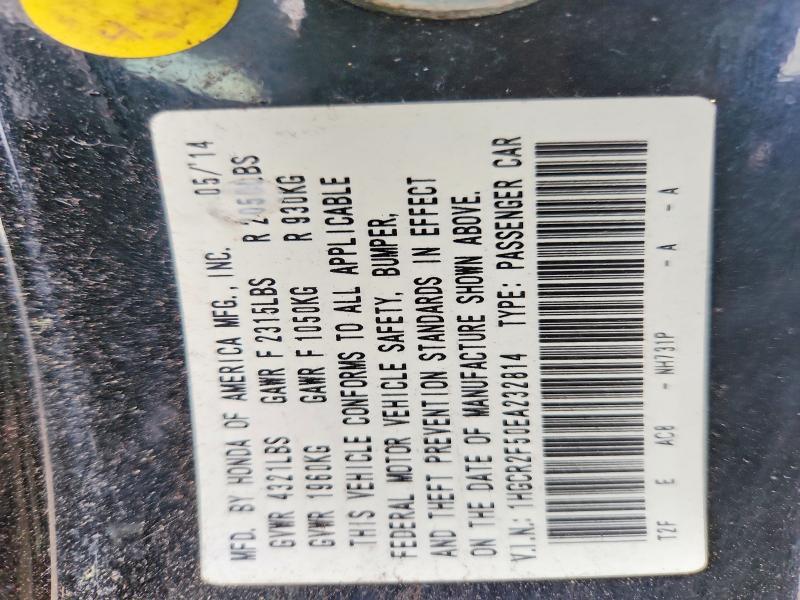 MFD. BY HONDA OF AMERICA MFG., INC. 05/'14
GVWR 4321LBS GAWR F 2315LBS R 2050LBS
GVWR 1960KG GAWR F 1050KG R 930KG
THIS VEHICLE CONFORMS TO ALL APPLICABLE
FEDERAL MOTOR VEHICLE SAFETY, BUMPER,
AND THEFT PREVENTION STANDARDS IN EFFECT
ON THE DATE OF MANUFACTURE SHOWN ABOVE.
V.I.N.: 1HGCR2F50EA232814 TYPE: PASSENGER CAR
T2F E AC8 - NH731P - A - A